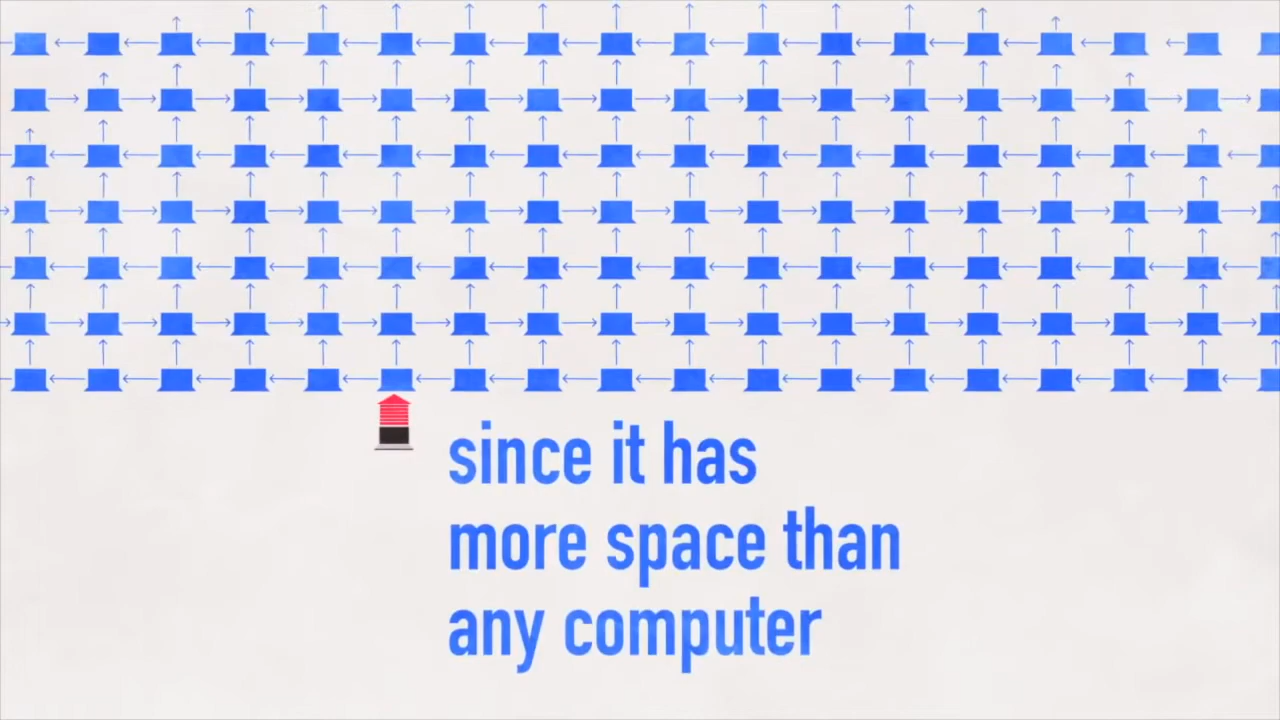 since it has
more space than
any computer